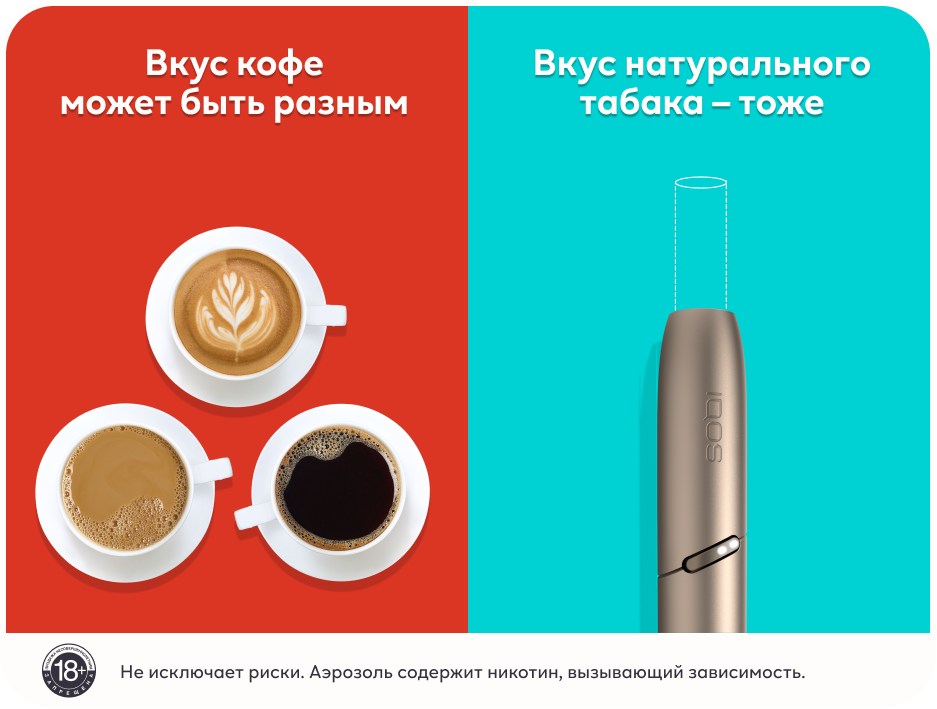 Вкус кофе
может быть разным
Вкус натурального
табака – тоже
IQOS
18+
ЗАПРЕЩЕНА
Не исключает риски. Аэрозоль содержит никотин, вызывающий зависимость.